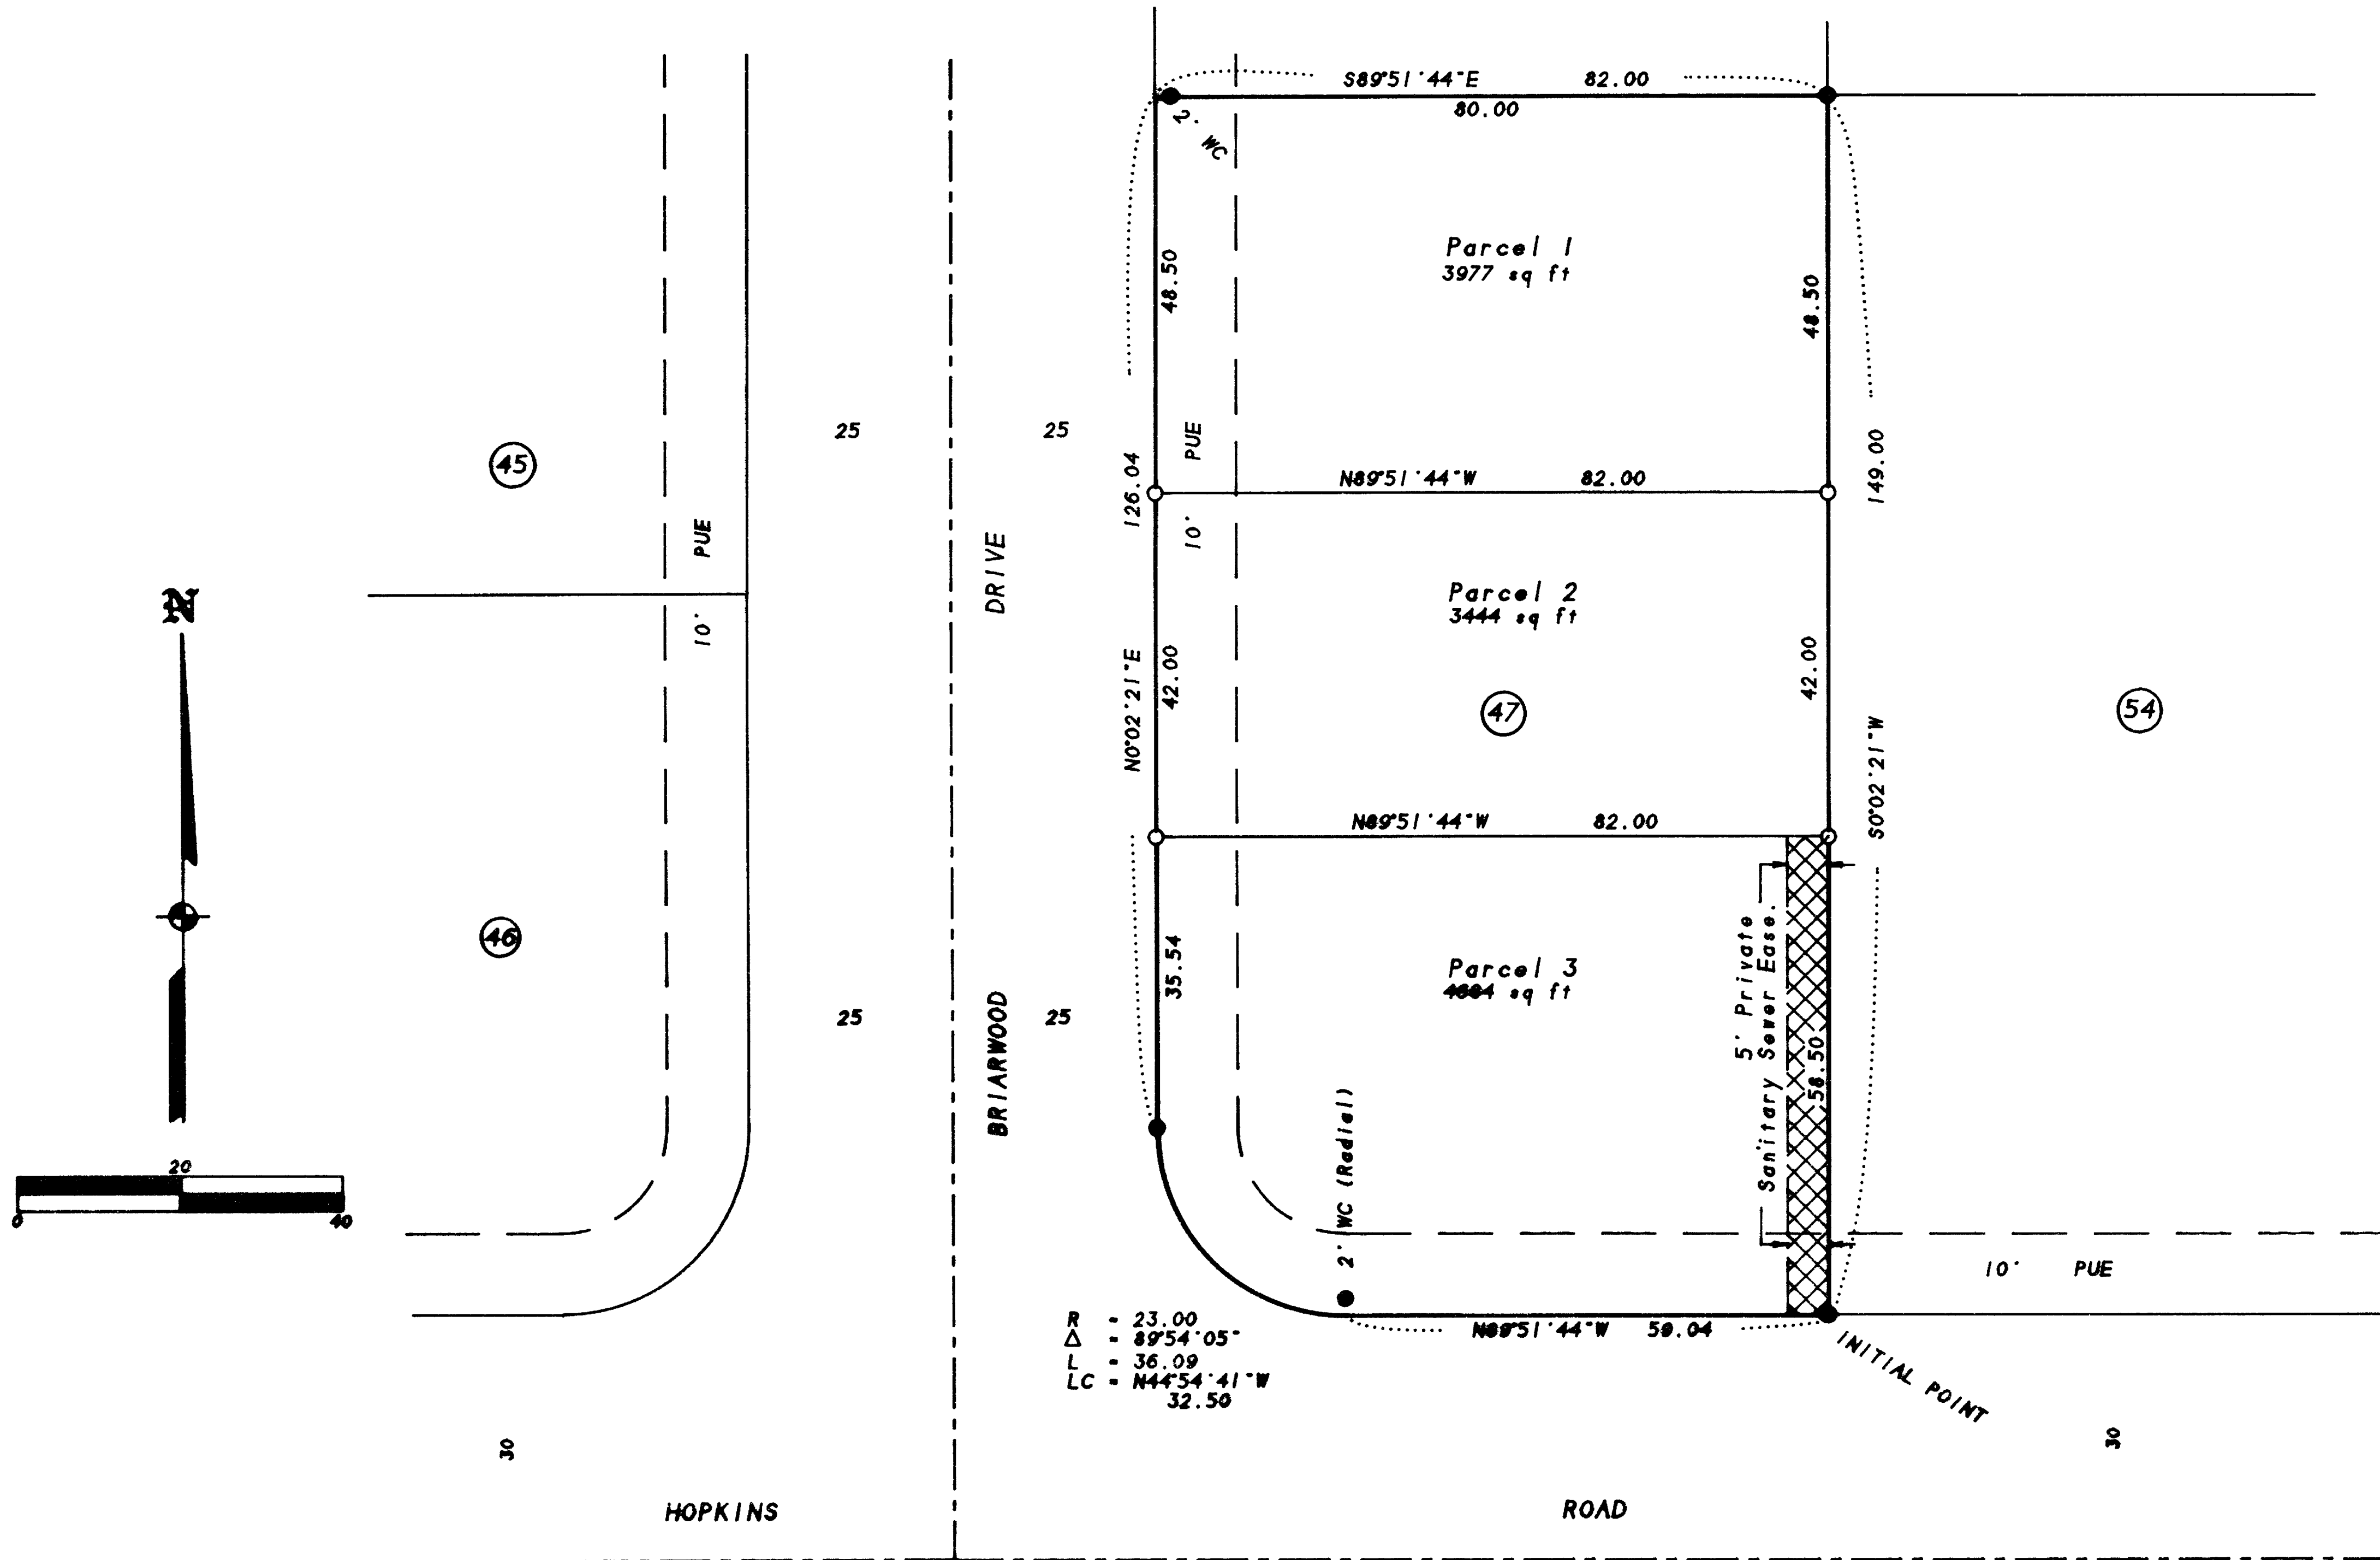 S89°51'44"E 82.00
80.00
2' WC
Parcel 1
3977 sq ft
48.50
48.50
25
25
45
PUE
10'
126.04
N89°51'44"W 82.00
149.00
N
10' PUE
DRIVE
Parcel 2
3444 sq ft
42.00
42.00
N0°02'21"E
47
54
S0°02'21"W
N89°51'44"W 82.00
46
35.54
Parcel 3
sq ft
5' Private
Sanitary Sewer Ease.
58.50
25
25
BRIARWOOD
2' WC (Radial)
20
0 40
10' PUE
R = 23.00
Δ = 89°54'05"
L = 36.09
LC = N44°54'41"W
32.50
N89°51'44"W 59.04
INITIAL POINT
30
30
HOPKINS ROAD